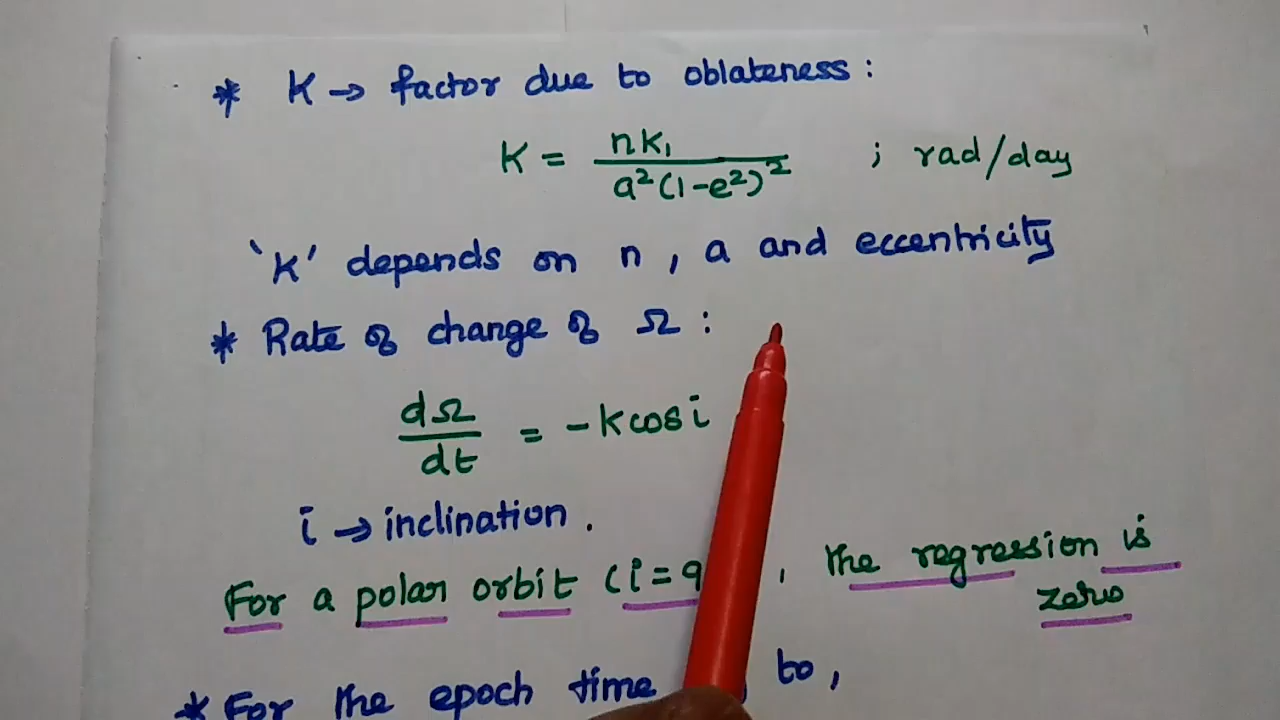 * K → factor due to oblateness :
K = nK₁ / a²(1-e²)² ; rad/day
'K' depends on n, a and eccentricity
* Rate of change of Ω :
dΩ/dt = -K cos i
i → inclination.
For a polar orbit (i = 9 , the regression is
zero
* For the epoch time to,